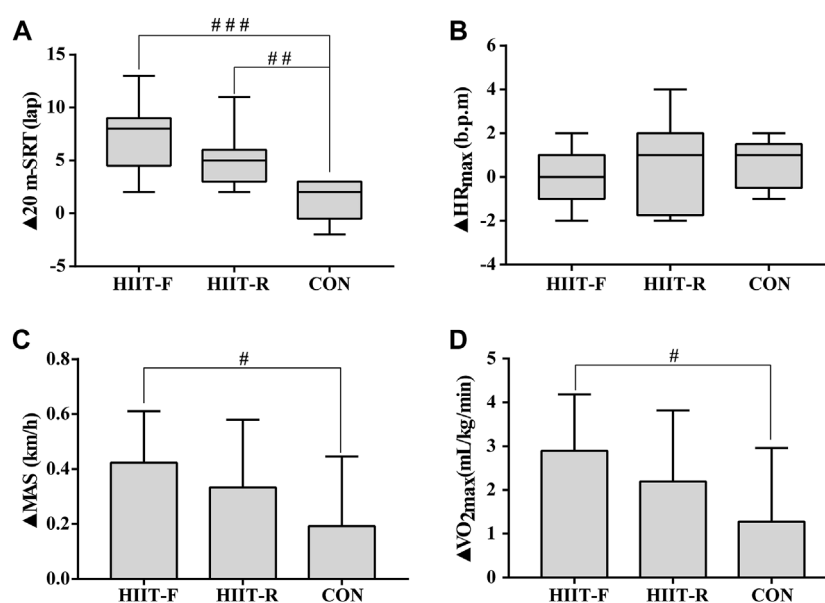 A
▲20 m-SRT (lap)
15
10
5
0
-5
# # #
# #
HIIT-F HIIT-R CON
B
▲HRmax (b.p.m)
6
4
2
0
-2
-4
HIIT-F HIIT-R CON
C
▲MAS (km/h)
0.8
0.6
0.4
0.2
0.0
#
HIIT-F HIIT-R CON
D
▲VO2max(mL/kg/min)
5
4
3
2
1
0
#
HIIT-F HIIT-R CON